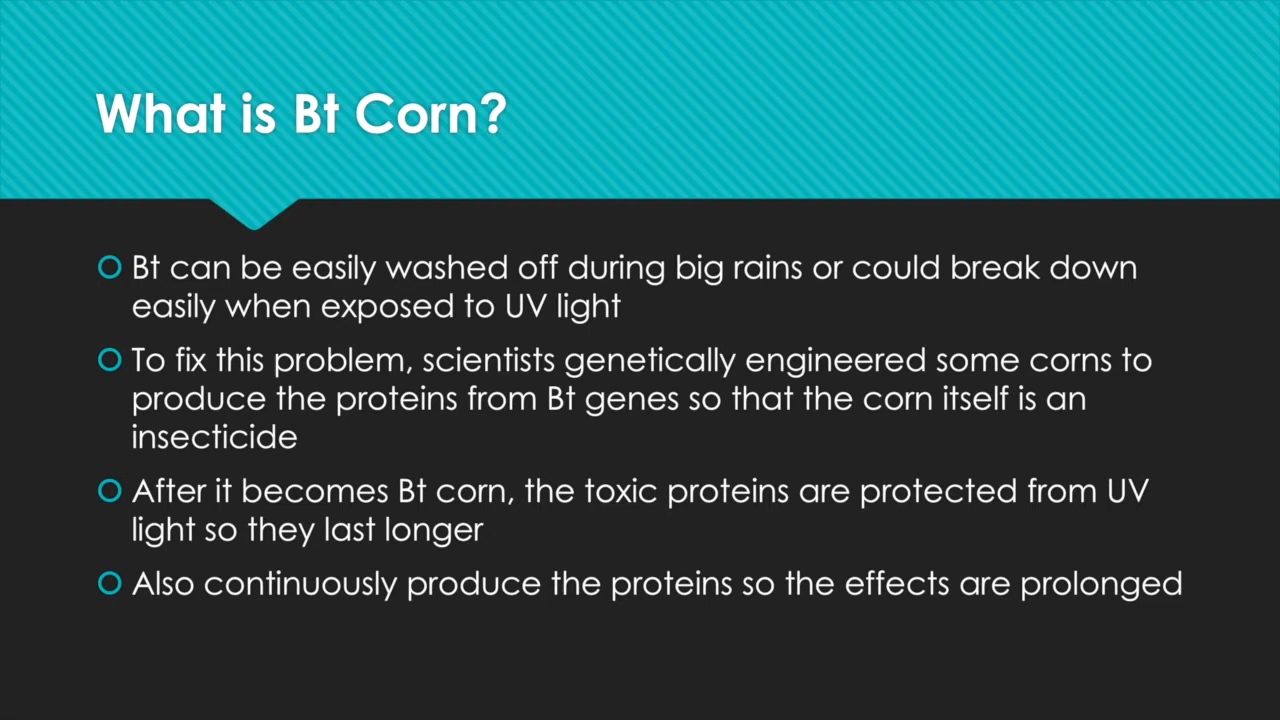 What is Bt Corn?
Bt can be easily washed off during big rains or could break down
easily when exposed to UV light
To fix this problem, scientists genetically engineered some corns to
produce the proteins from Bt genes so that the corn itself is an
insecticide
After it becomes Bt corn, the toxic proteins are protected from UV
light so they last longer
Also continuously produce the proteins so the effects are prolonged